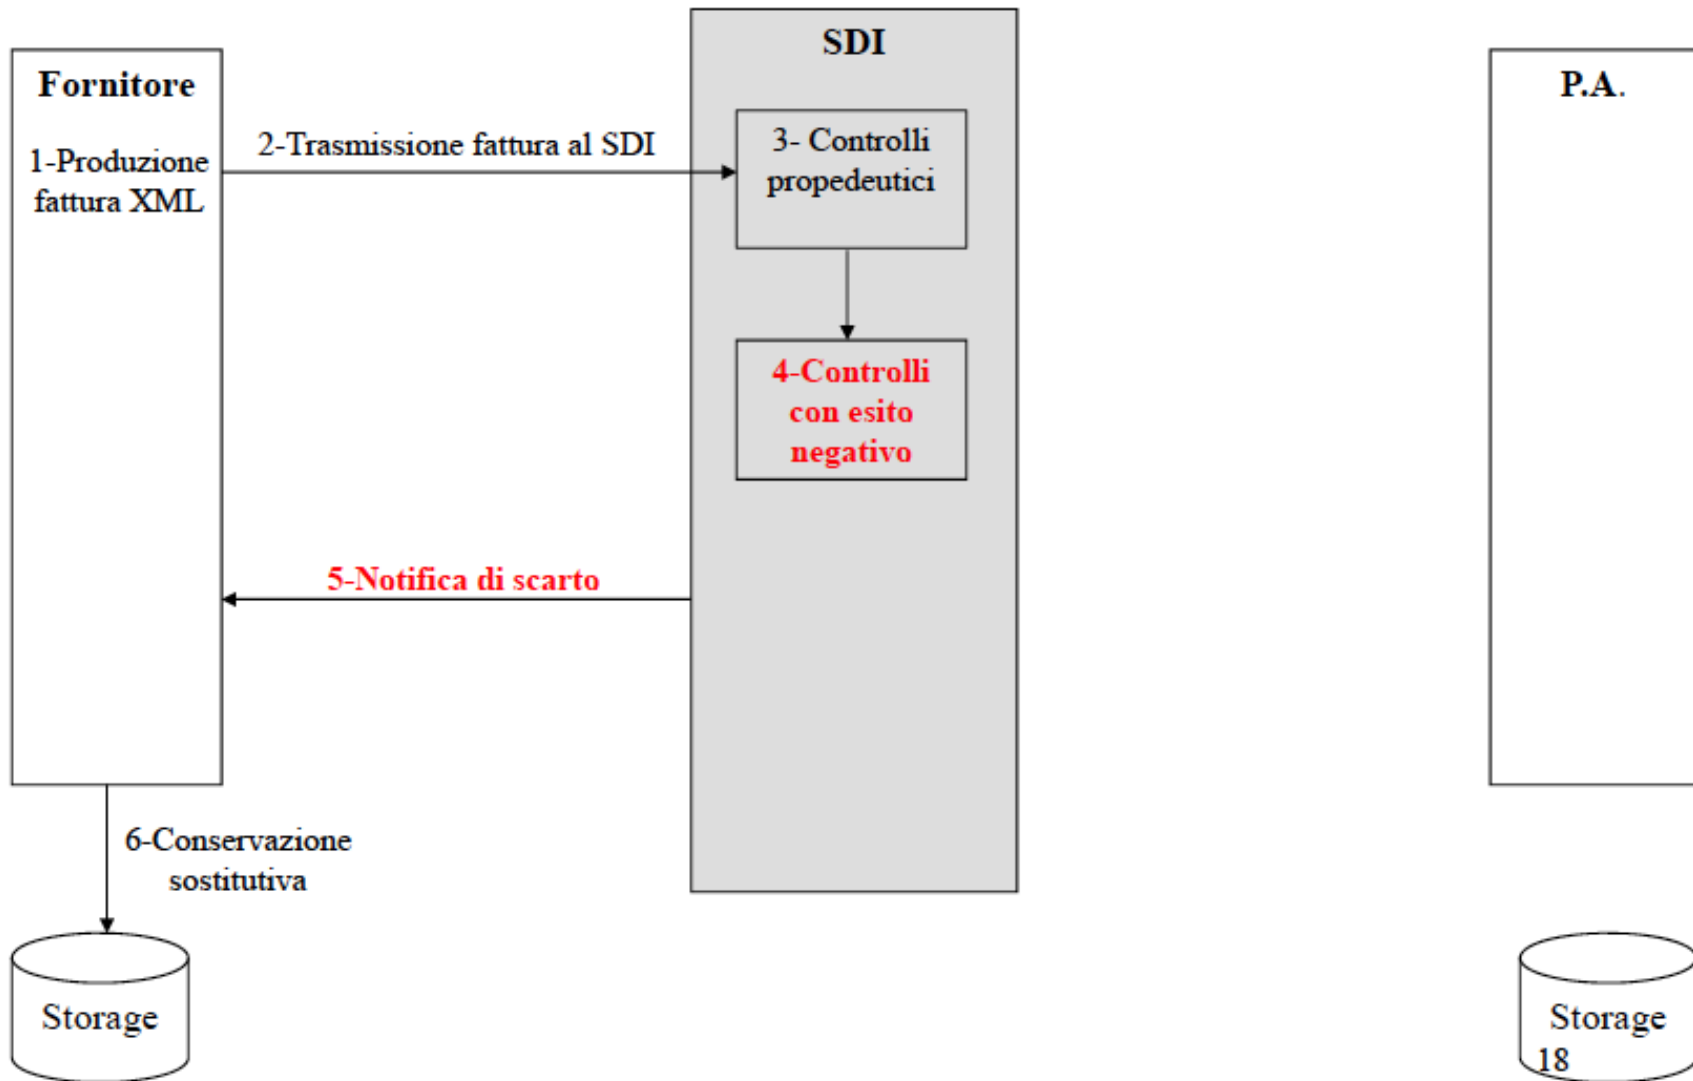 SDI
Fornitore
P.A.
1-Produzione
fattura XML
2-Trasmissione fattura al SDI
3- Controlli
propedeutici
4-Controlli
con esito
negativo
5-Notifica di scarto
6-Conservazione
sostitutiva
Storage
Storage
18